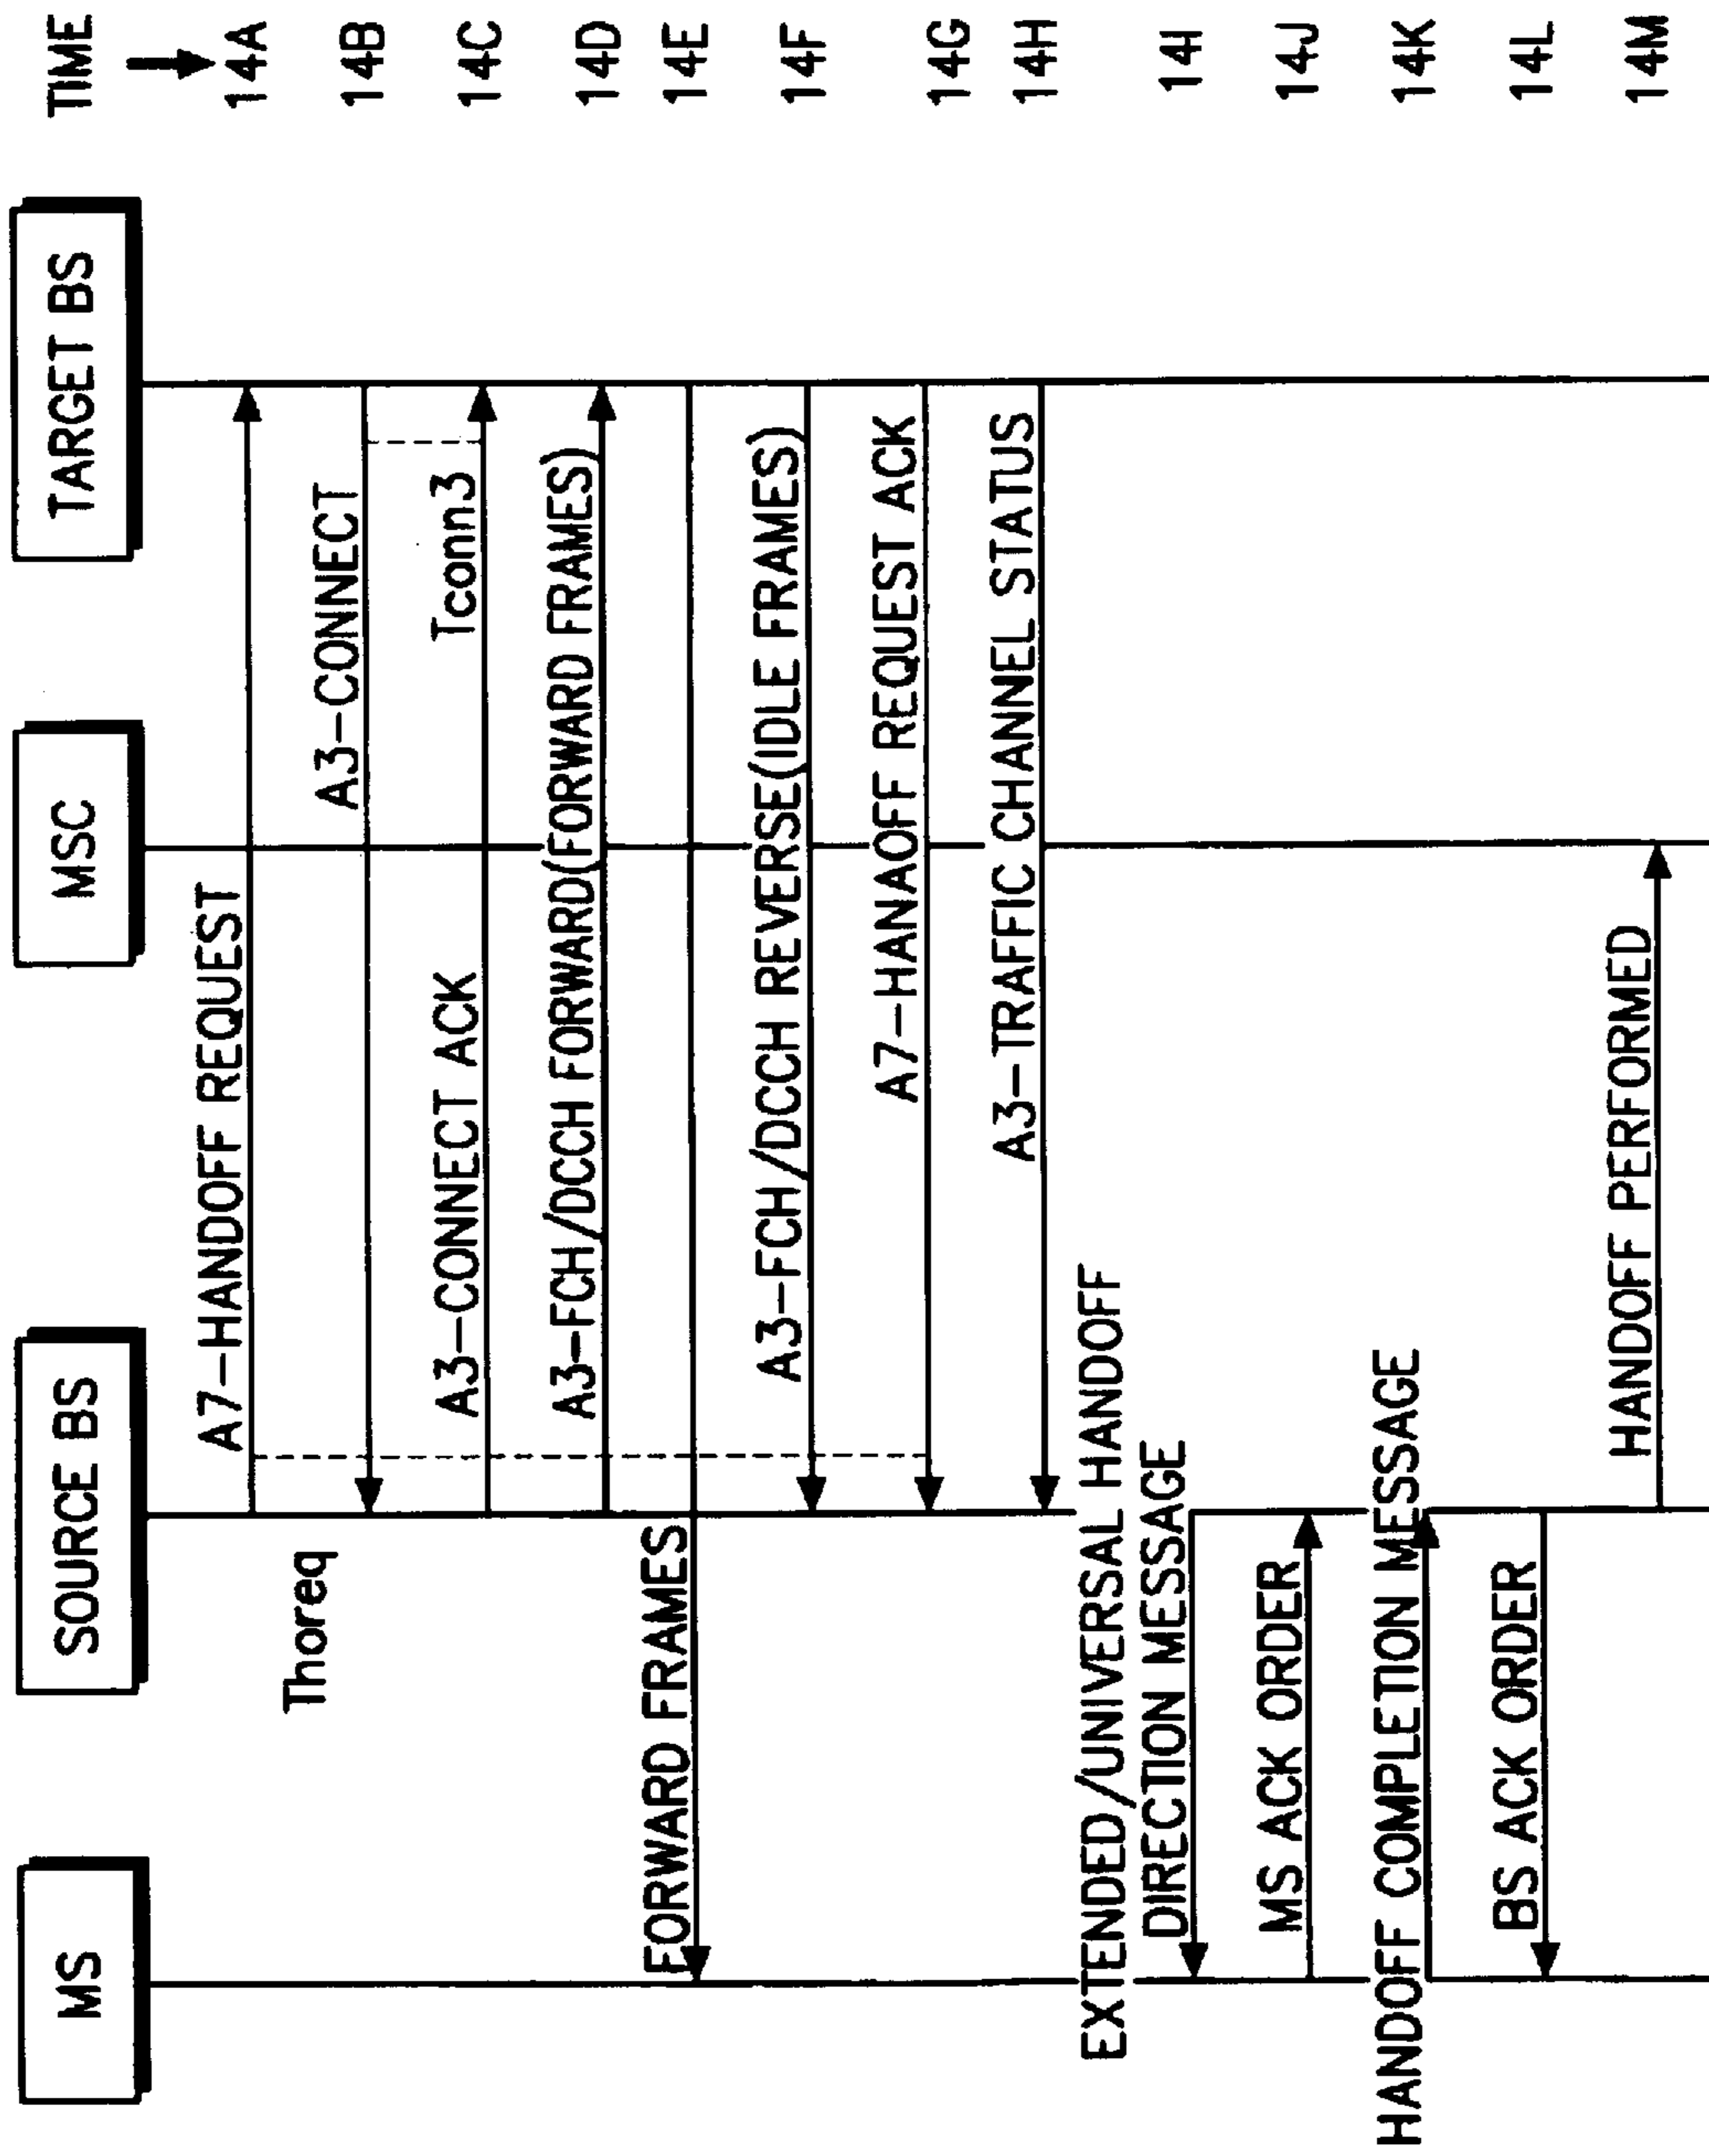 MS
SOURCE BS
MSC
TARGET BS
TIME
A7-HANDOFF REQUEST
14A
Thoreq
A3-CONNECT
14B
A3-CONNECT ACK
Tconn3
14C
A3-FCH/DCCH FORWARD(FORWARD FRAMES)
14D
FORWARD FRAMES
14E
A3-FCH/DCCH REVERSE(IDLE FRAMES)
14F
A7-HANAOFF REQUEST ACK
14G
A3-TRAFFIC CHANNEL STATUS
14H
EXTENDED/UNIVERSAL HANDOFF
DIRECTION MESSAGE
14I
MS ACK ORDER
14J
HANDOFF COMPLETION MESSAGE
14K
BS ACK ORDER
14L
HANDOFF PERFORMED
14M